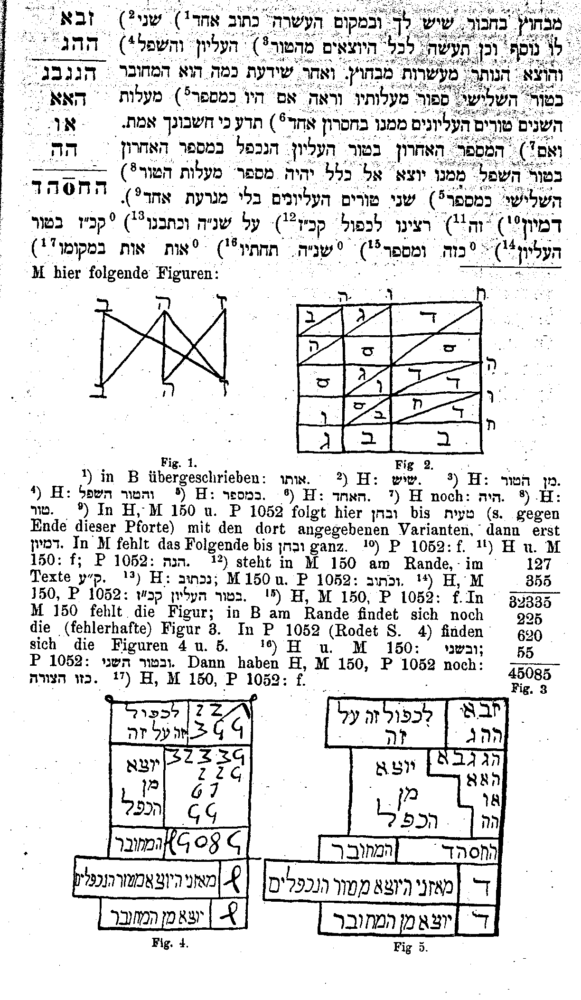 מבחוץ בחבור שיש לך ובמקום העשרה כתוב אחד¹) שני²)
לו נוסף וכן תעשה לכל היוצאים מהטור³) העליון והשפל⁴)
והוצא הנותר מעשרות מבחוץ. ואחר שידעת כמה הוא המחובר
בטור השלישי ספור מעלותיו וראה אם היו כמספר⁵) מעלות
השנים טורים העליונים ממנו בחסרון אחד⁶) תדע כי חשבונך אמת.
ואם⁷) המספר האחרון בטור העליון הנכפל במספר האחרון
בטור השפל ממנו יוצא אל כלל יהיה מספר מעלות הטור⁸)
השלישי כמספר⁵) שני טורים העליונים בלי מגרעת אחד⁹).
דמיון¹⁰) זה¹¹) רצינו לכפול קכ״ז¹²) על שנ״ה וכתבנו¹³) ⁰קכ״ז בטור
העליון¹⁴) ⁰כזה ומספר¹⁵) ⁰שנ״ה תחתיו¹⁶) ⁰אות אות במקומו¹⁷)
זבא
ההג
הגגבג
האא
או
הה
החō הד
M hier folgende Figuren:
ב ה ז
ב ה ז
Fig. 1.
ה ו ח
ב ג ד
ה ס ס
ה
ס ג ו ד ד
ו
ו ס ב ח ד
ח
ג ב ב
Fig 2.
¹) in B übergeschrieben: אותו. ²) H: שיש. ³) H: מן הטור.
⁴) H: והטור השפל ⁵) H: במספר. ⁶) H: האחד. ⁷) H noch: היה. ⁸) H:
טור. ⁹) In H, M 150 u. P 1052 folgt hier ובחן bis טעית (s. gegen
Ende dieser Pforte) mit den dort angegebenen Varianten, dann erst
דמיון. In M fehlt das Folgende bis ובחן ganz. ¹⁰) P 1052: f. ¹¹) H u. M
150: f; P 1052: הנה. ¹²) steht in M 150 am Rande, im
Texte ק״ע. ¹³) H: נכתוב; M 150 u. P 1052: וכתוב. ¹⁴) H, M
150, P 1052: בטור העליון קכ״ז. ¹⁵) H, M 150, P 1052: f. In
M 150 fehlt die Figur; in B am Rande findet sich noch
die (fehlerhafte) Figur 3. In P 1052 (Rodet S. 4) finden
sich die Figuren 4 u. 5. ¹⁶) H u. M 150: ובשני;
P 1052: ובטור השני. Dann haben H, M 150, P 1052 noch:
כזו הצורה. ¹⁷) H, M 150, P 1052: f.
127
355
32335
225
620
55
45085
Fig. 3
לכפול
זה על זה
יוצא
מן
הכפל
המחובר
מאזני היוצא מטור הנכפלים
יוצא מן המחובר
Fig. 4.
לכפול זה על
זה
זבא
ההג
הגגבא
האא
או
הה
יוצא
מן
הכפל
החסהד
המחובר
מאזני היוצא מטור הנכפלים
ד
יוצא מן המחובר
ד
Fig 5.